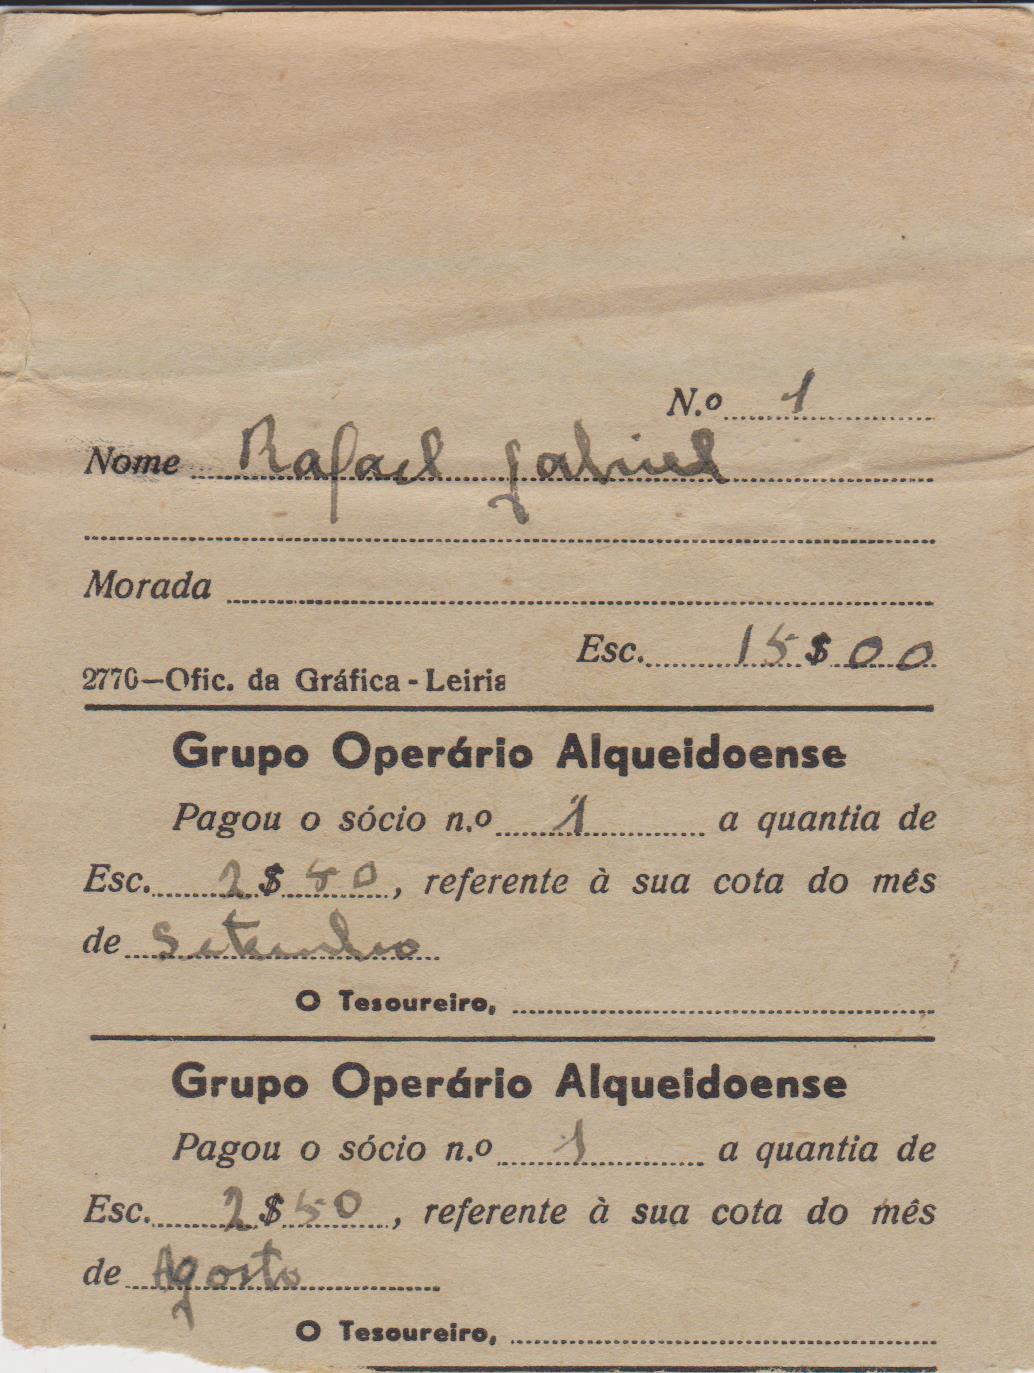 N.o 1
Nome Rafael Gabriel
Morada
Esc. 15$00
2770—Ofic. da Gráfica - Leiria
Grupo Operário Alqueidoense
Pagou o sócio n.o 1 a quantia de
Esc. 2$50, referente à sua cota do mês
de Setembro
O Tesoureiro,
Grupo Operário Alqueidoense
Pagou o sócio n.o 1 a quantia de
Esc. 2$50, referente à sua cota do mês
de Agosto
O Tesoureiro,